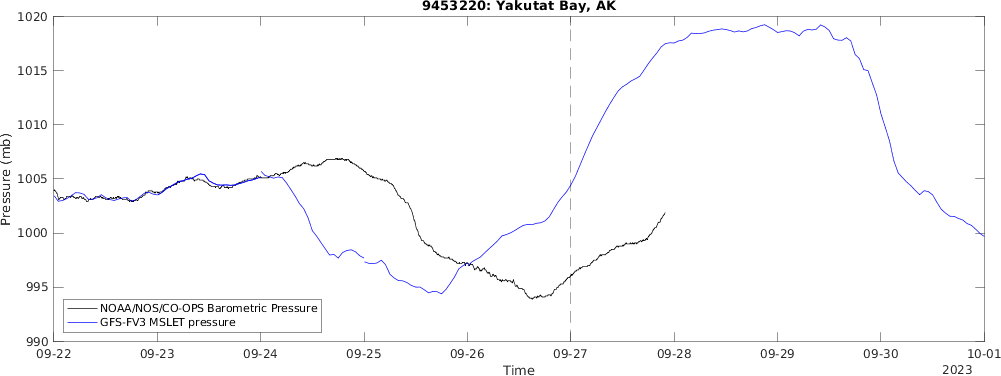 9453220: Yakutat Bay, AK
1020
1015
1010
1005
1000
995
990
Pressure (mb)
NOAA/NOS/CO-OPS Barometric Pressure
GFS-FV3 MSLET pressure
09-22 09-23 09-24 09-25 09-26 09-27 09-28 09-29 09-30 10-01
Time
2023